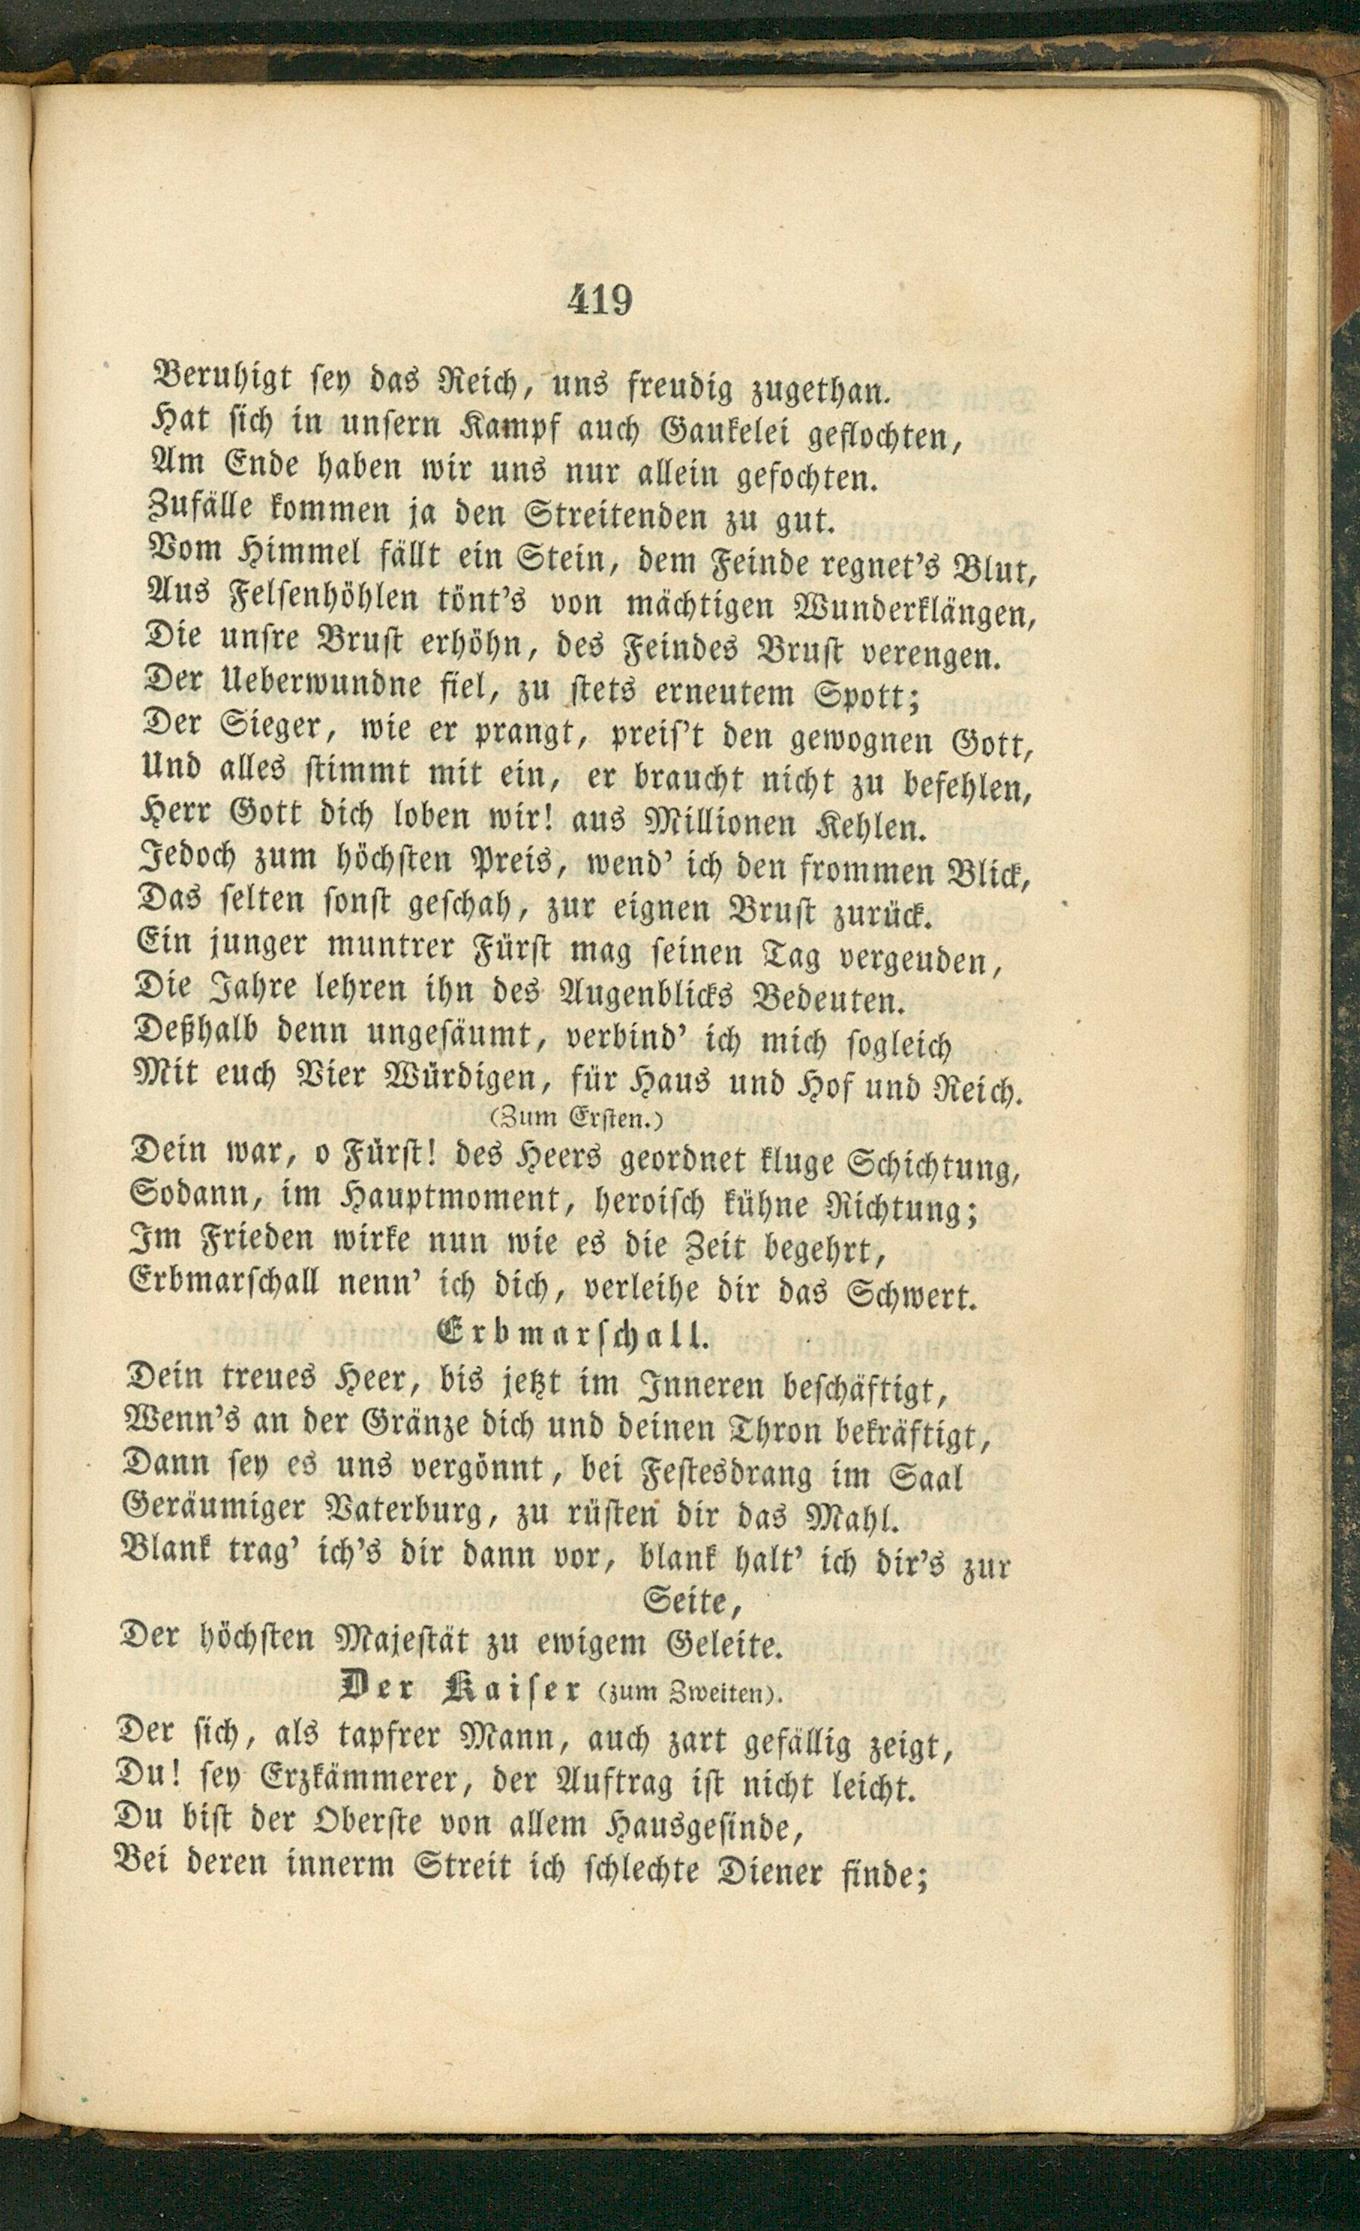 419
Beruhigt sey das Reich, uns freudig zugethan.
Hat sich in unsern Kampf auch Gaukelei geflochten,
Am Ende haben wir uns nur allein gefochten.
Zufälle kommen ja den Streitenden zu gut.
Vom Himmel fällt ein Stein, dem Feinde regnet's Blut,
Aus Felsenhöhlen tönt's von mächtigen Wunderklängen,
Die unsre Brust erhöhn, des Feindes Brust verengen.
Der Ueberwundne fiel, zu stets erneutem Spott;
Der Sieger, wie er prangt, preis't den gewognen Gott,
Und alles stimmt mit ein, er braucht nicht zu befehlen,
Herr Gott dich loben wir! aus Millionen Kehlen.
Jedoch zum höchsten Preis, wend' ich den frommen Blick,
Das selten sonst geschah, zur eignen Brust zurück.
Ein junger muntrer Fürst mag seinen Tag vergeuden,
Die Jahre lehren ihn des Augenblicks Bedeuten.
Deßhalb denn ungesäumt, verbind' ich mich sogleich
Mit euch Vier Würdigen, für Haus und Hof und Reich.
(Zum Ersten.)
Dein war, o Fürst! des Heers geordnet kluge Schichtung,
Sodann, im Hauptmoment, heroisch kühne Richtung;
Im Frieden wirke nun wie es die Zeit begehrt,
Erbmarschall nenn' ich dich, verleihe dir das Schwert.
Erbmarschall.
Dein treues Heer, bis jetzt im Inneren beschäftigt,
Wenn's an der Gränze dich und deinen Thron bekräftigt,
Dann sey es uns vergönnt, bei Festesdrang im Saal
Geräumiger Vaterburg, zu rüsten dir das Mahl.
Blank trag' ich's dir dann vor, blank halt' ich dir's zur
Seite,
Der höchsten Majestät zu ewigem Geleite.
Der Kaiser (zum Zweiten).
Der sich, als tapfrer Mann, auch zart gefällig zeigt,
Du! sey Erzkämmerer, der Auftrag ist nicht leicht.
Du bist der Oberste von allem Hausgesinde,
Bei deren innerm Streit ich schlechte Diener finde;